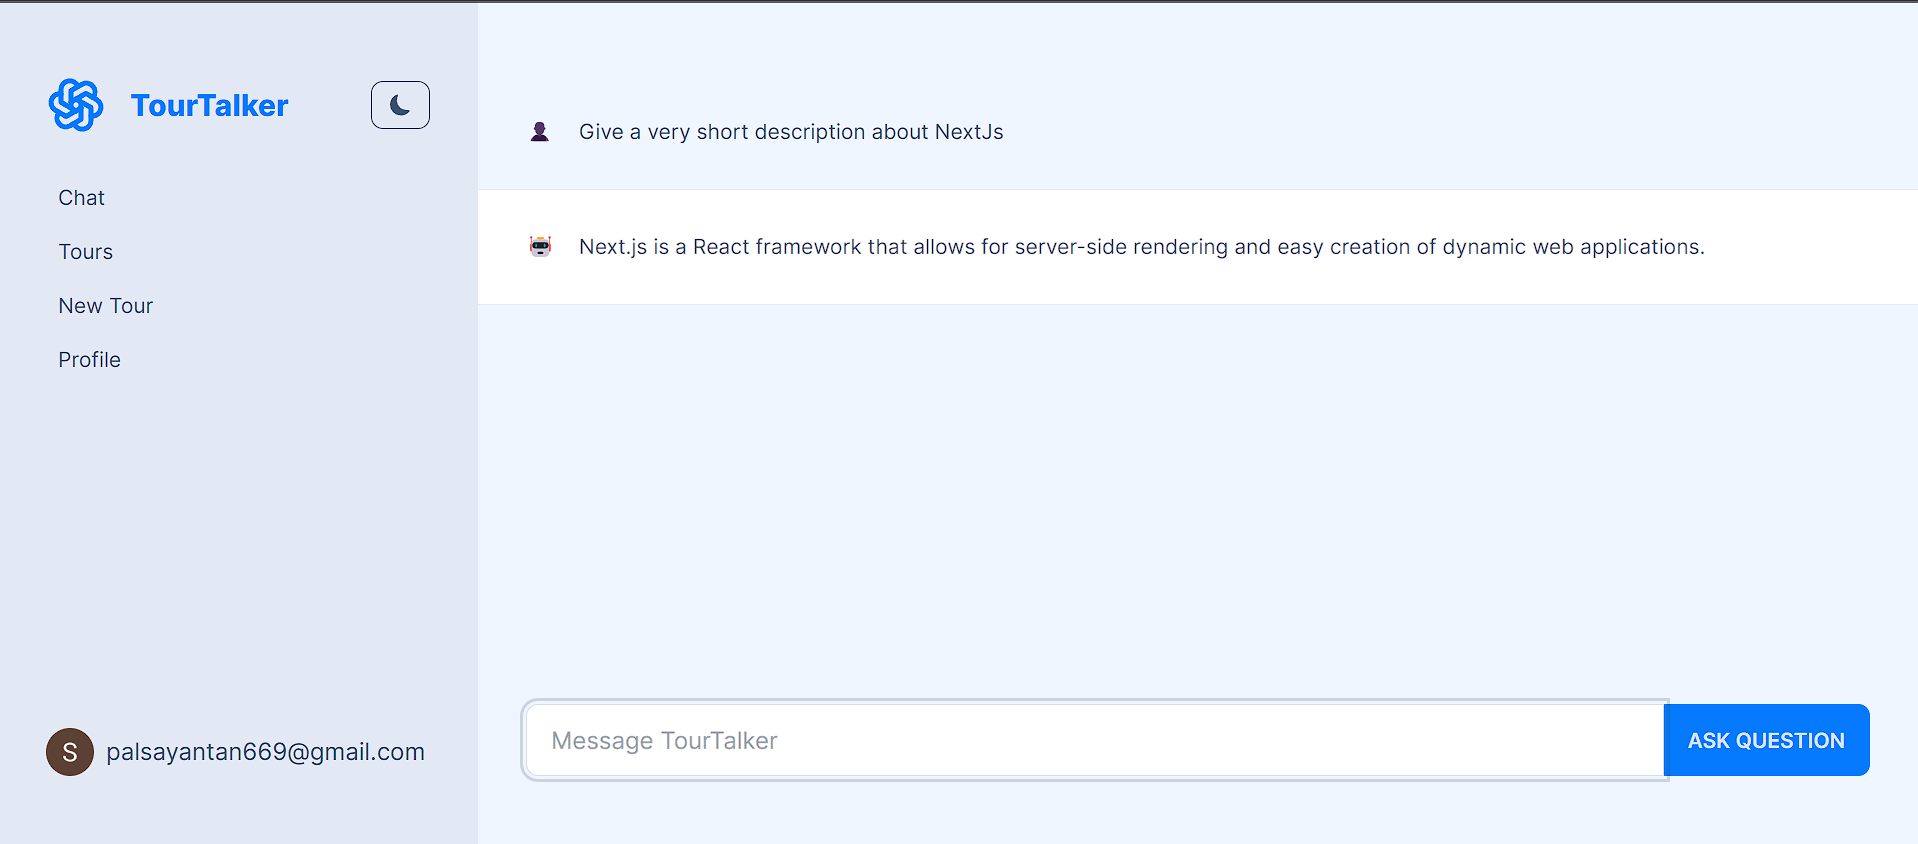 TourTalker
Chat
Tours
New Tour
Profile
S palsayantan669@gmail.com
Give a very short description about NextJs
Next.js is a React framework that allows for server-side rendering and easy creation of dynamic web applications.
Message TourTalker
ASK QUESTION